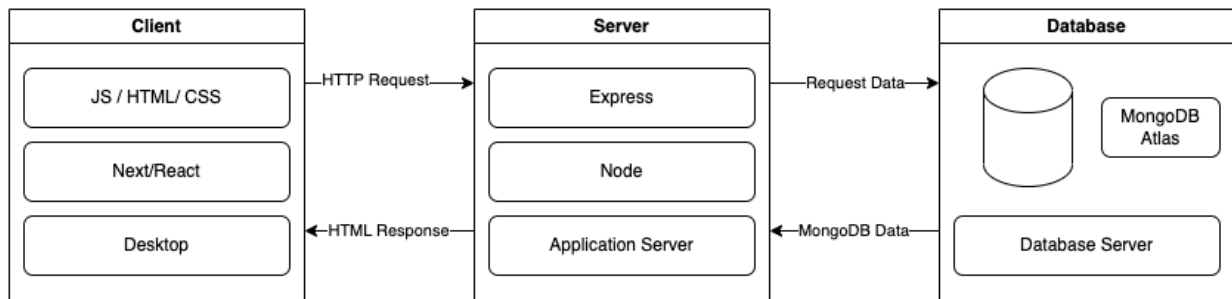 Client
JS / HTML/ CSS
Next/React
Desktop
HTTP Request
HTML Response
Server
Express
Node
Application Server
Request Data
MongoDB Data
Database
MongoDB
Atlas
Database Server